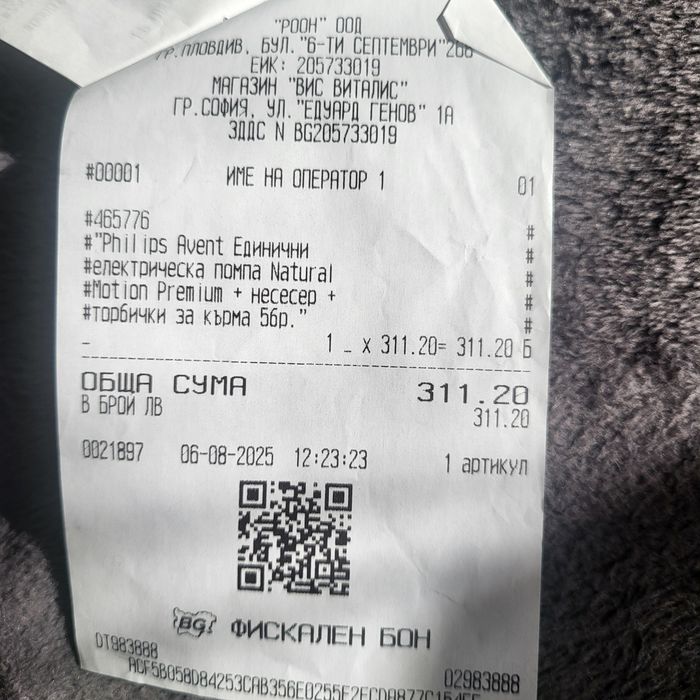 "РООН" ООД
ГР.ПЛОВДИВ, БУЛ. "6-ТИ СЕПТЕМВРИ"
ЕИК: 205733019
МАГАЗИН "ВИС ВИТАЛИС"
ГР.СОФИЯ, УЛ."ЕДУАРД ГЕНОВ" 1А
ЗДДС N BG205733019
#00001 ИМЕ НА ОПЕРАТОР 1 01
#465776 #
#"Philips Avent Единични #
#електрическа помпа Natural #
#Motion Premium + несесер + #
#торбички за кърма 56р." #
- 1 _ x 311.20= 311.20 Б
ОБЩА СУМА 311.20
В БРОЙ ЛВ 311.20
0021897 06-08-2025 12:23:23 1 артикул
BG!
ФИСКАЛЕН БОН
DT983888 02983888